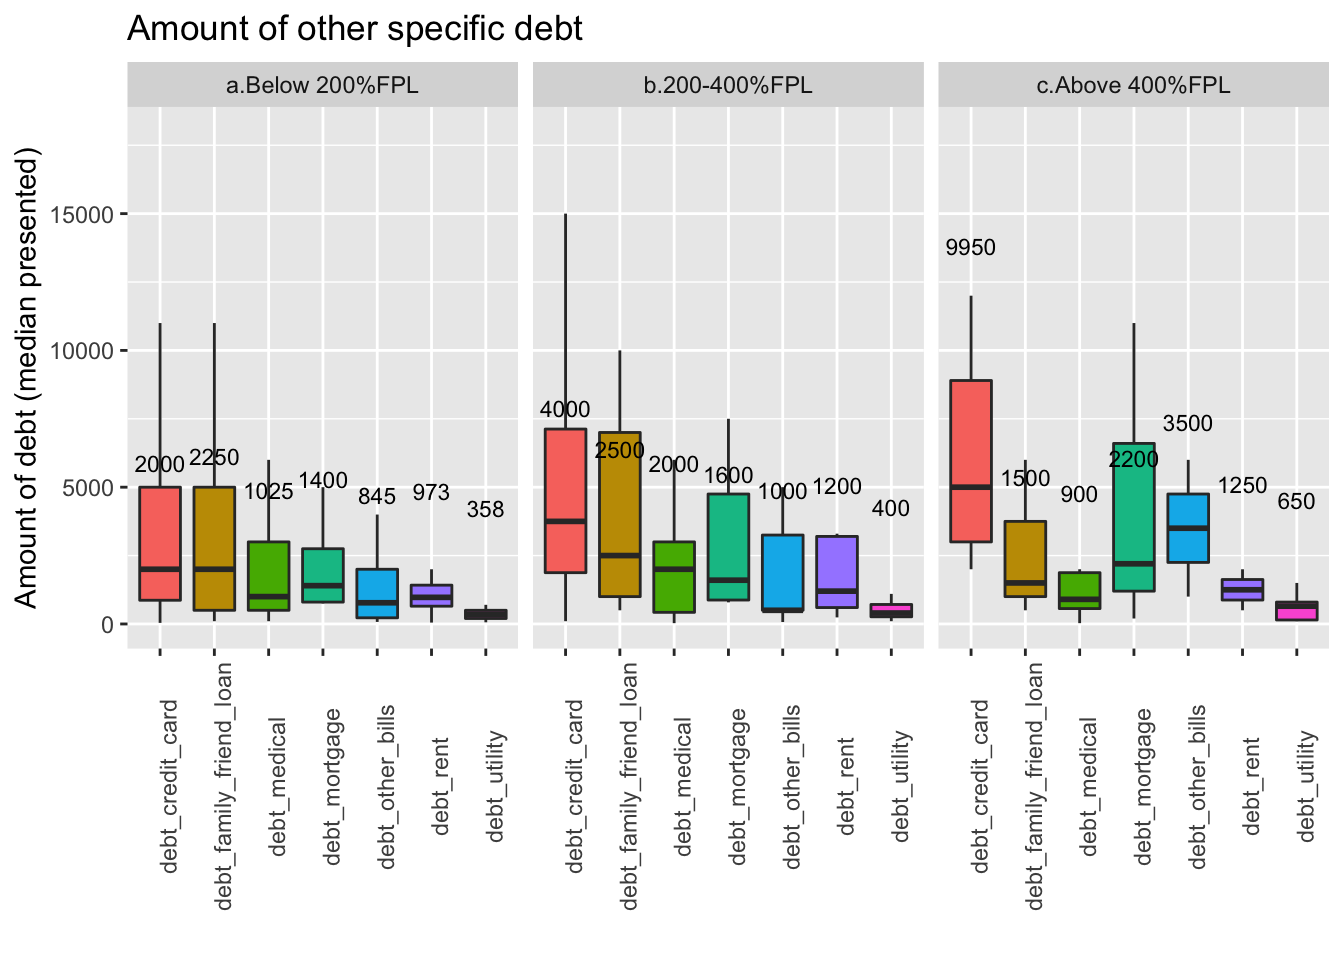 Amount of other specific debt
a.Below 200%FPL
b.200-400%FPL
c.Above 400%FPL
Amount of debt (median presented)
15000
10000
5000
0
2000
2250
1025
1400
845
973
358
4000
2500
2000
1600
1000
1200
400
9950
1500
900
2200
3500
1250
650
debt_credit_card
debt_family_friend_loan
debt_medical
debt_mortgage
debt_other_bills
debt_rent
debt_utility
debt_credit_card
debt_family_friend_loan
debt_medical
debt_mortgage
debt_other_bills
debt_rent
debt_utility
debt_credit_card
debt_family_friend_loan
debt_medical
debt_mortgage
debt_other_bills
debt_rent
debt_utility